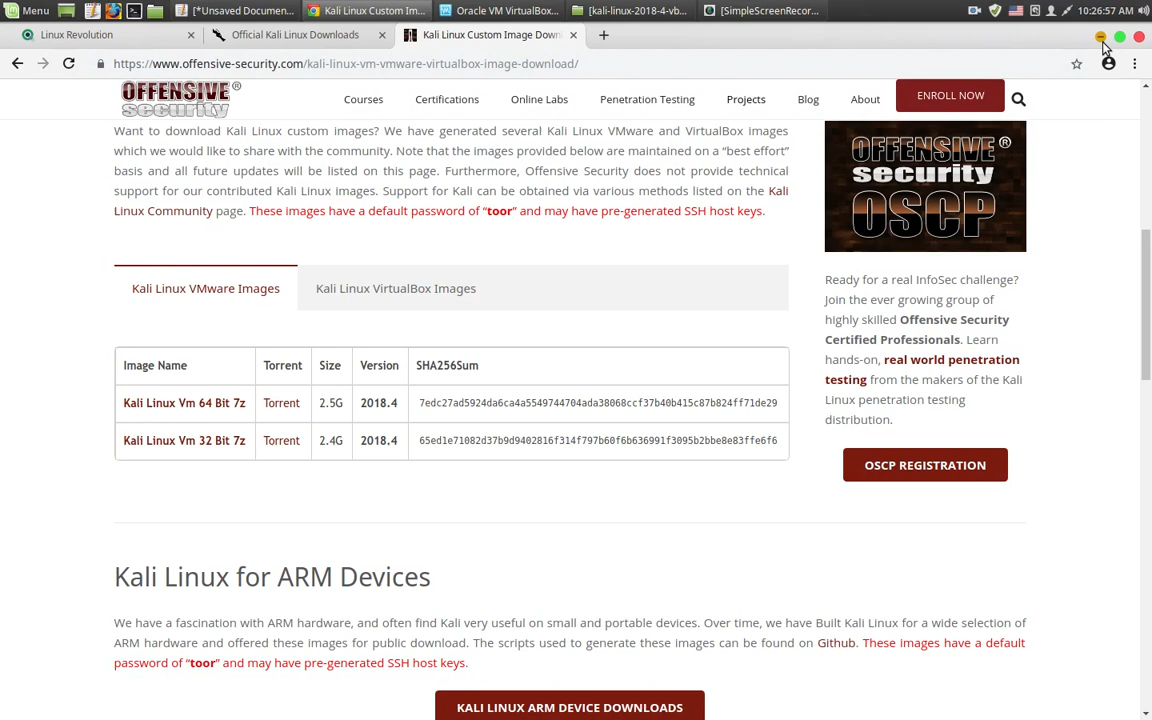 Menu
[*Unsaved Documen...
Kali Linux Custom Im...
Oracle VM VirtualBox...
[kali-linux-2018-4-vb...
[SimpleScreenRecor...
10:26:57 AM
Linux Revolution
Official Kali Linux Downloads
Kali Linux Custom Image Down
https://www.offensive-security.com/kali-linux-vm-vmware-virtualbox-image-download/
OFFENSIVE®
security
Courses
Certifications
Online Labs
Penetration Testing
Projects
Blog
About
ENROLL NOW
Want to download Kali Linux custom images? We have generated several Kali Linux VMware and VirtualBox images
which we would like to share with the community. Note that the images provided below are maintained on a “best effort”
basis and all future updates will be listed on this page. Furthermore, Offensive Security does not provide technical
support for our contributed Kali Linux images. Support for Kali can be obtained via various methods listed on the Kali
Linux Community page. These images have a default password of “toor” and may have pre-generated SSH host keys.
Kali Linux VMware Images
Kali Linux VirtualBox Images
Image Name Torrent Size Version SHA256Sum
Kali Linux Vm 64 Bit 7z Torrent 2.5G 2018.4 7edc27ad5924da6ca4a5549744704ada38068ccf37b40b415c87b824ff71de29
Kali Linux Vm 32 Bit 7z Torrent 2.4G 2018.4 65ed1e71082d37b9d9402816f314f797b60f6b636991f3095b2bbe8e83ffe6f6
OFFENSIVE®
security
OSCP
Ready for a real InfoSec challenge?
Join the ever growing group of
highly skilled Offensive Security
Certified Professionals. Learn
hands-on, real world penetration
testing from the makers of the Kali
Linux penetration testing
distribution.
OSCP REGISTRATION
Kali Linux for ARM Devices
We have a fascination with ARM hardware, and often find Kali very useful on small and portable devices. Over time, we have Built Kali Linux for a wide selection of
ARM hardware and offered these images for public download. The scripts used to generate these images can be found on Github. These images have a default
password of “toor” and may have pre-generated SSH host keys.
KALI LINUX ARM DEVICE DOWNLOADS